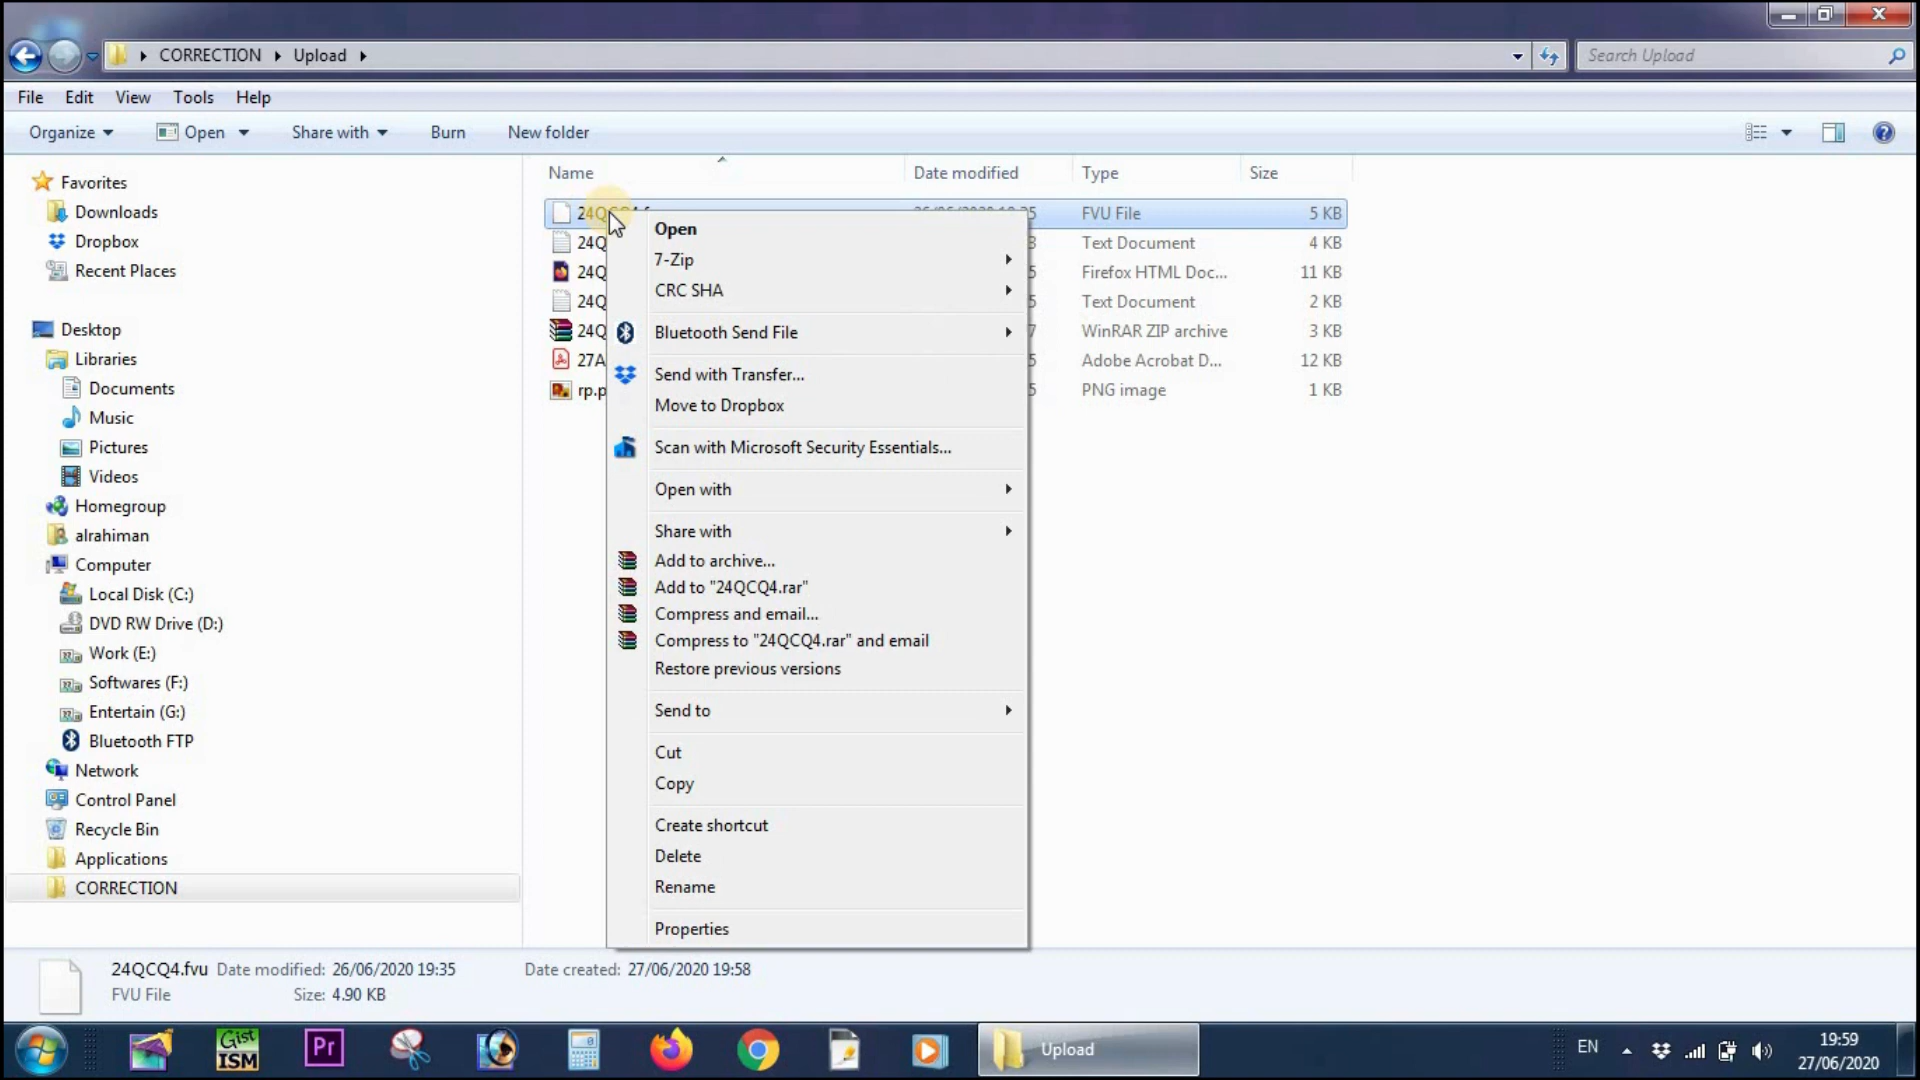 CORRECTION Upload
Search Upload
File Edit View Tools Help
Organize Open Share with Burn New folder
Name Date modified Type Size
Favorites
Downloads
Dropbox
Recent Places
Desktop
Libraries
Documents
Music
Pictures
Videos
Homegroup
alrahiman
Computer
Local Disk (C:)
DVD RW Drive (D:)
Work (E:)
Softwares (F:)
Entertain (G:)
Bluetooth FTP
Network
Control Panel
Recycle Bin
Applications
CORRECTION
FVU File 5 KB
24Q Text Document 4 KB
24Q Firefox HTML Doc... 11 KB
24Q Text Document 2 KB
24Q WinRAR ZIP archive 3 KB
27A Adobe Acrobat D... 12 KB
rp.p PNG image 1 KB
Open
7-Zip
CRC SHA
Bluetooth Send File
Send with Transfer...
Move to Dropbox
Scan with Microsoft Security Essentials...
Open with
Share with
Add to archive...
Add to "24QCQ4.rar"
Compress and email...
Compress to "24QCQ4.rar" and email
Restore previous versions
Send to
Cut
Copy
Create shortcut
Delete
Rename
Properties
24QCQ4.fvu Date modified: 26/06/2020 19:35 Date created: 27/06/2020 19:58
FVU File Size: 4.90 KB
Gist
ISM
Pr
Upload
EN
19:59
27/06/2020